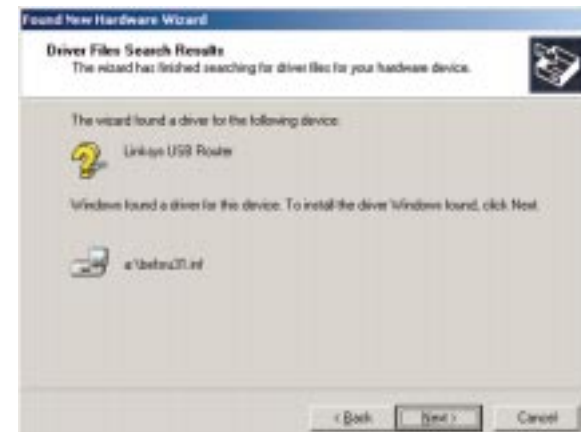 Found New Hardware Wizard
Driver Files Search Results
The wizard has finished searching for driver files for your hardware device.
The wizard found a driver for the following device:
Linksys USB Router
Windows found a driver for this device. To install the driver Windows found, click Next.
< Back
Next >
Cancel